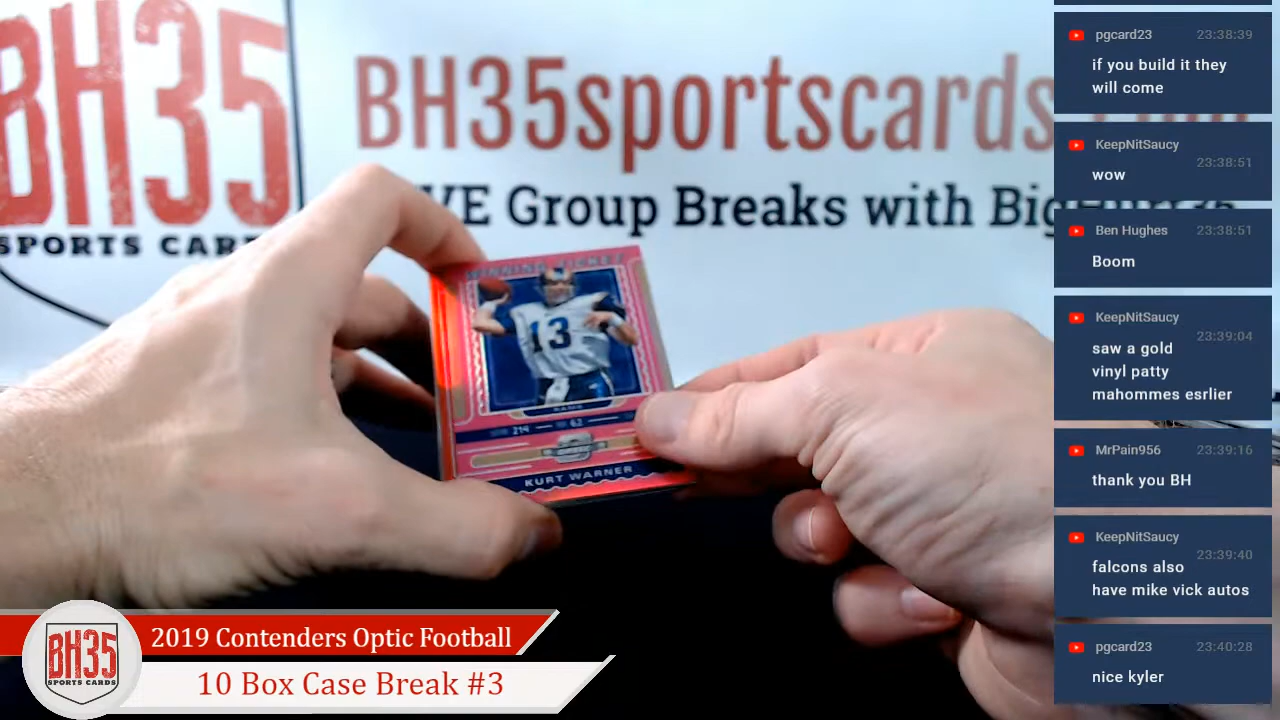 BH35
SPORTS CAR
BH35sportscards
VE Group Breaks with Big
WINNING TICKET
13
RAMS
214 62
KURT WARNER
BH35
SPORTS CARDS
2019 Contenders Optic Football
10 Box Case Break #3
pgcard23 23:38:39
if you build it they
will come
KeepNitSaucy 23:38:51
wow
Ben Hughes 23:38:51
Boom
KeepNitSaucy 23:39:04
saw a gold
vinyl patty
mahommes esrlier
MrPain956 23:39:16
thank you BH
KeepNitSaucy 23:39:40
falcons also
have mike vick autos
pgcard23 23:40:28
nice kyler